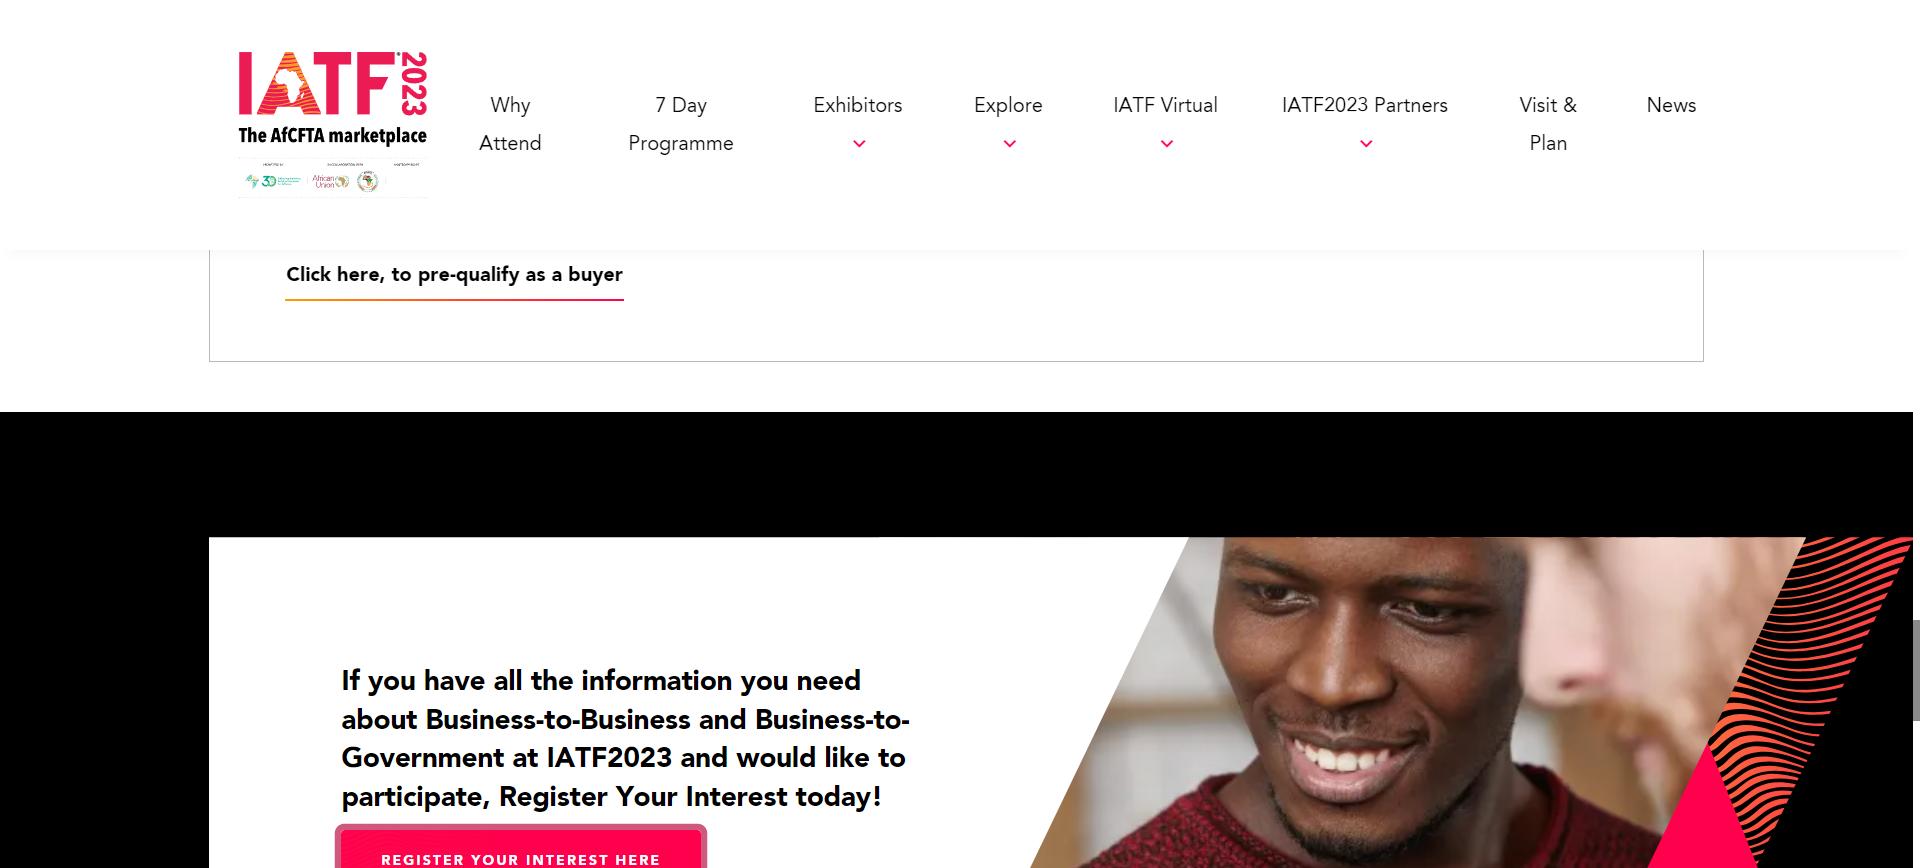 IATF 2023
The AfCFTA marketplace
African Union
Why Attend
7 Day Programme
Exhibitors
Explore
IATF Virtual
IATF2023 Partners
Visit & Plan
News
Click here, to pre-qualify as a buyer
If you have all the information you need
about Business-to-Business and Business-to-
Government at IATF2023 and would like to
participate, Register Your Interest today!
REGISTER YOUR INTEREST HERE